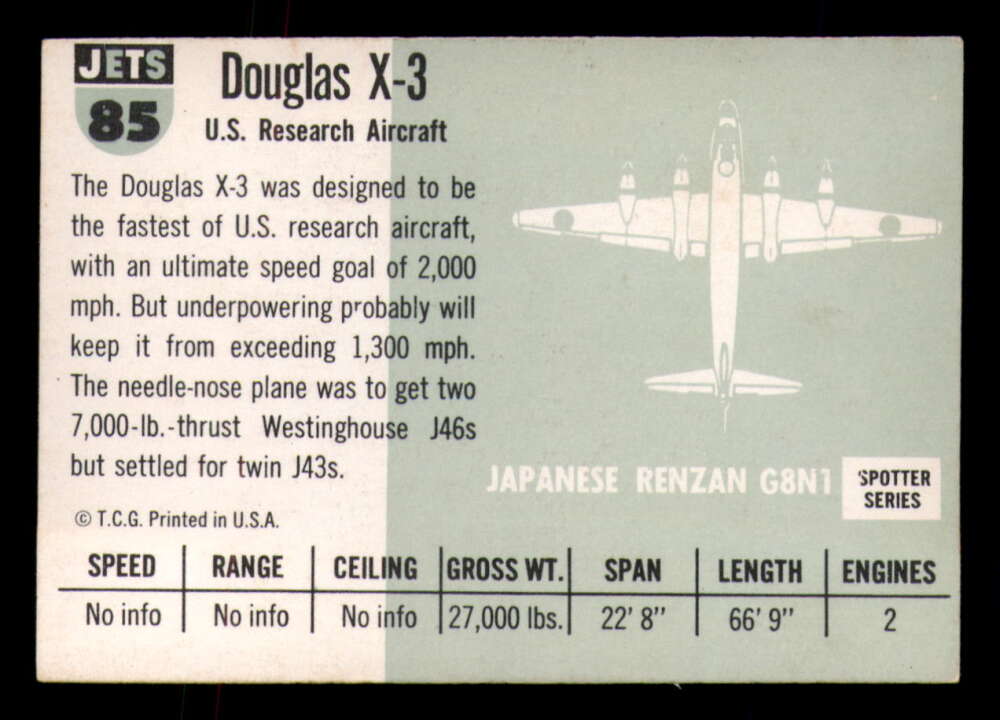 JETS
85
Douglas X-3
U.S. Research Aircraft
The Douglas X-3 was designed to be
the fastest of U.S. research aircraft,
with an ultimate speed goal of 2,000
mph. But underpowering probably will
keep it from exceeding 1,300 mph.
The needle-nose plane was to get two
7,000-lb.-thrust Westinghouse J46s
but settled for twin J43s.
© T.C.G. Printed in U.S.A.
JAPANESE RENZAN G8N1
SPOTTER
SERIES
SPEED RANGE CEILING GROSS WT. SPAN LENGTH ENGINES
No info No info No info 27,000 lbs. 22' 8" 66' 9" 2